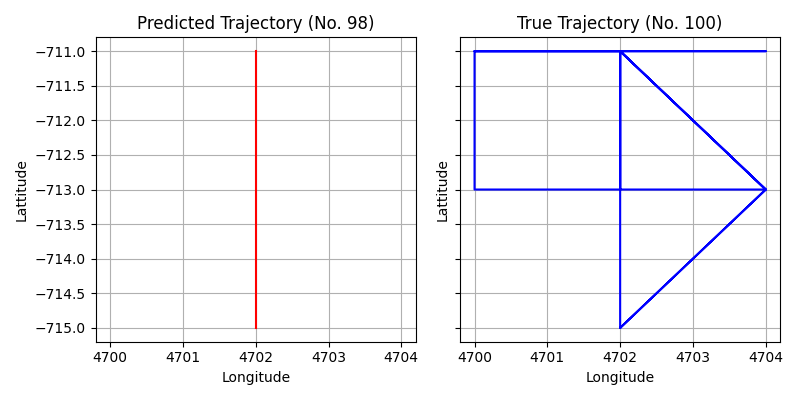 Predicted Trajectory (No. 98)
True Trajectory (No. 100)
−711.0
−711.5
−712.0
−712.5
−713.0
−713.5
−714.0
−714.5
−715.0
Lattitude
Lattitude
4700 4701 4702 4703 4704
4700 4701 4702 4703 4704
Longitude
Longitude